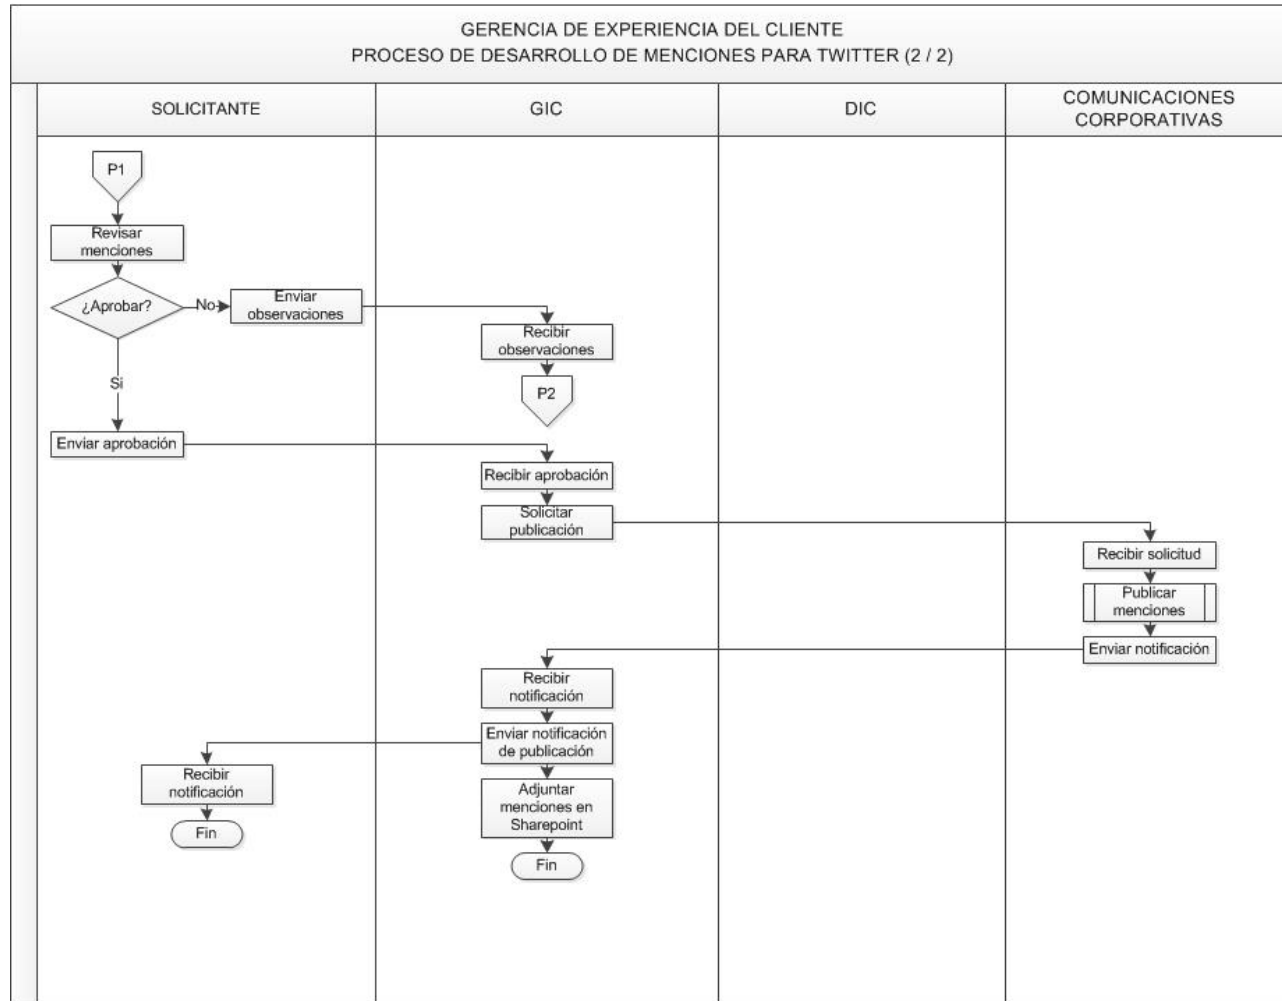 GERENCIA DE EXPERIENCIA DEL CLIENTE
PROCESO DE DESARROLLO DE MENCIONES PARA TWITTER (2 / 2)
SOLICITANTE
GIC
DIC
COMUNICACIONES
CORPORATIVAS
P1
Revisar
menciones
¿Aprobar?
No
Enviar
observaciones
Recibir
observaciones
P2
Si
Enviar aprobación
Recibir aprobación
Solicitar
publicación
Recibir solicitud
Publicar
menciones
Enviar notificación
Recibir
notificación
Enviar notificación
de publicación
Recibir
notificación
Fin
Adjuntar
menciones en
Sharepoint
Fin